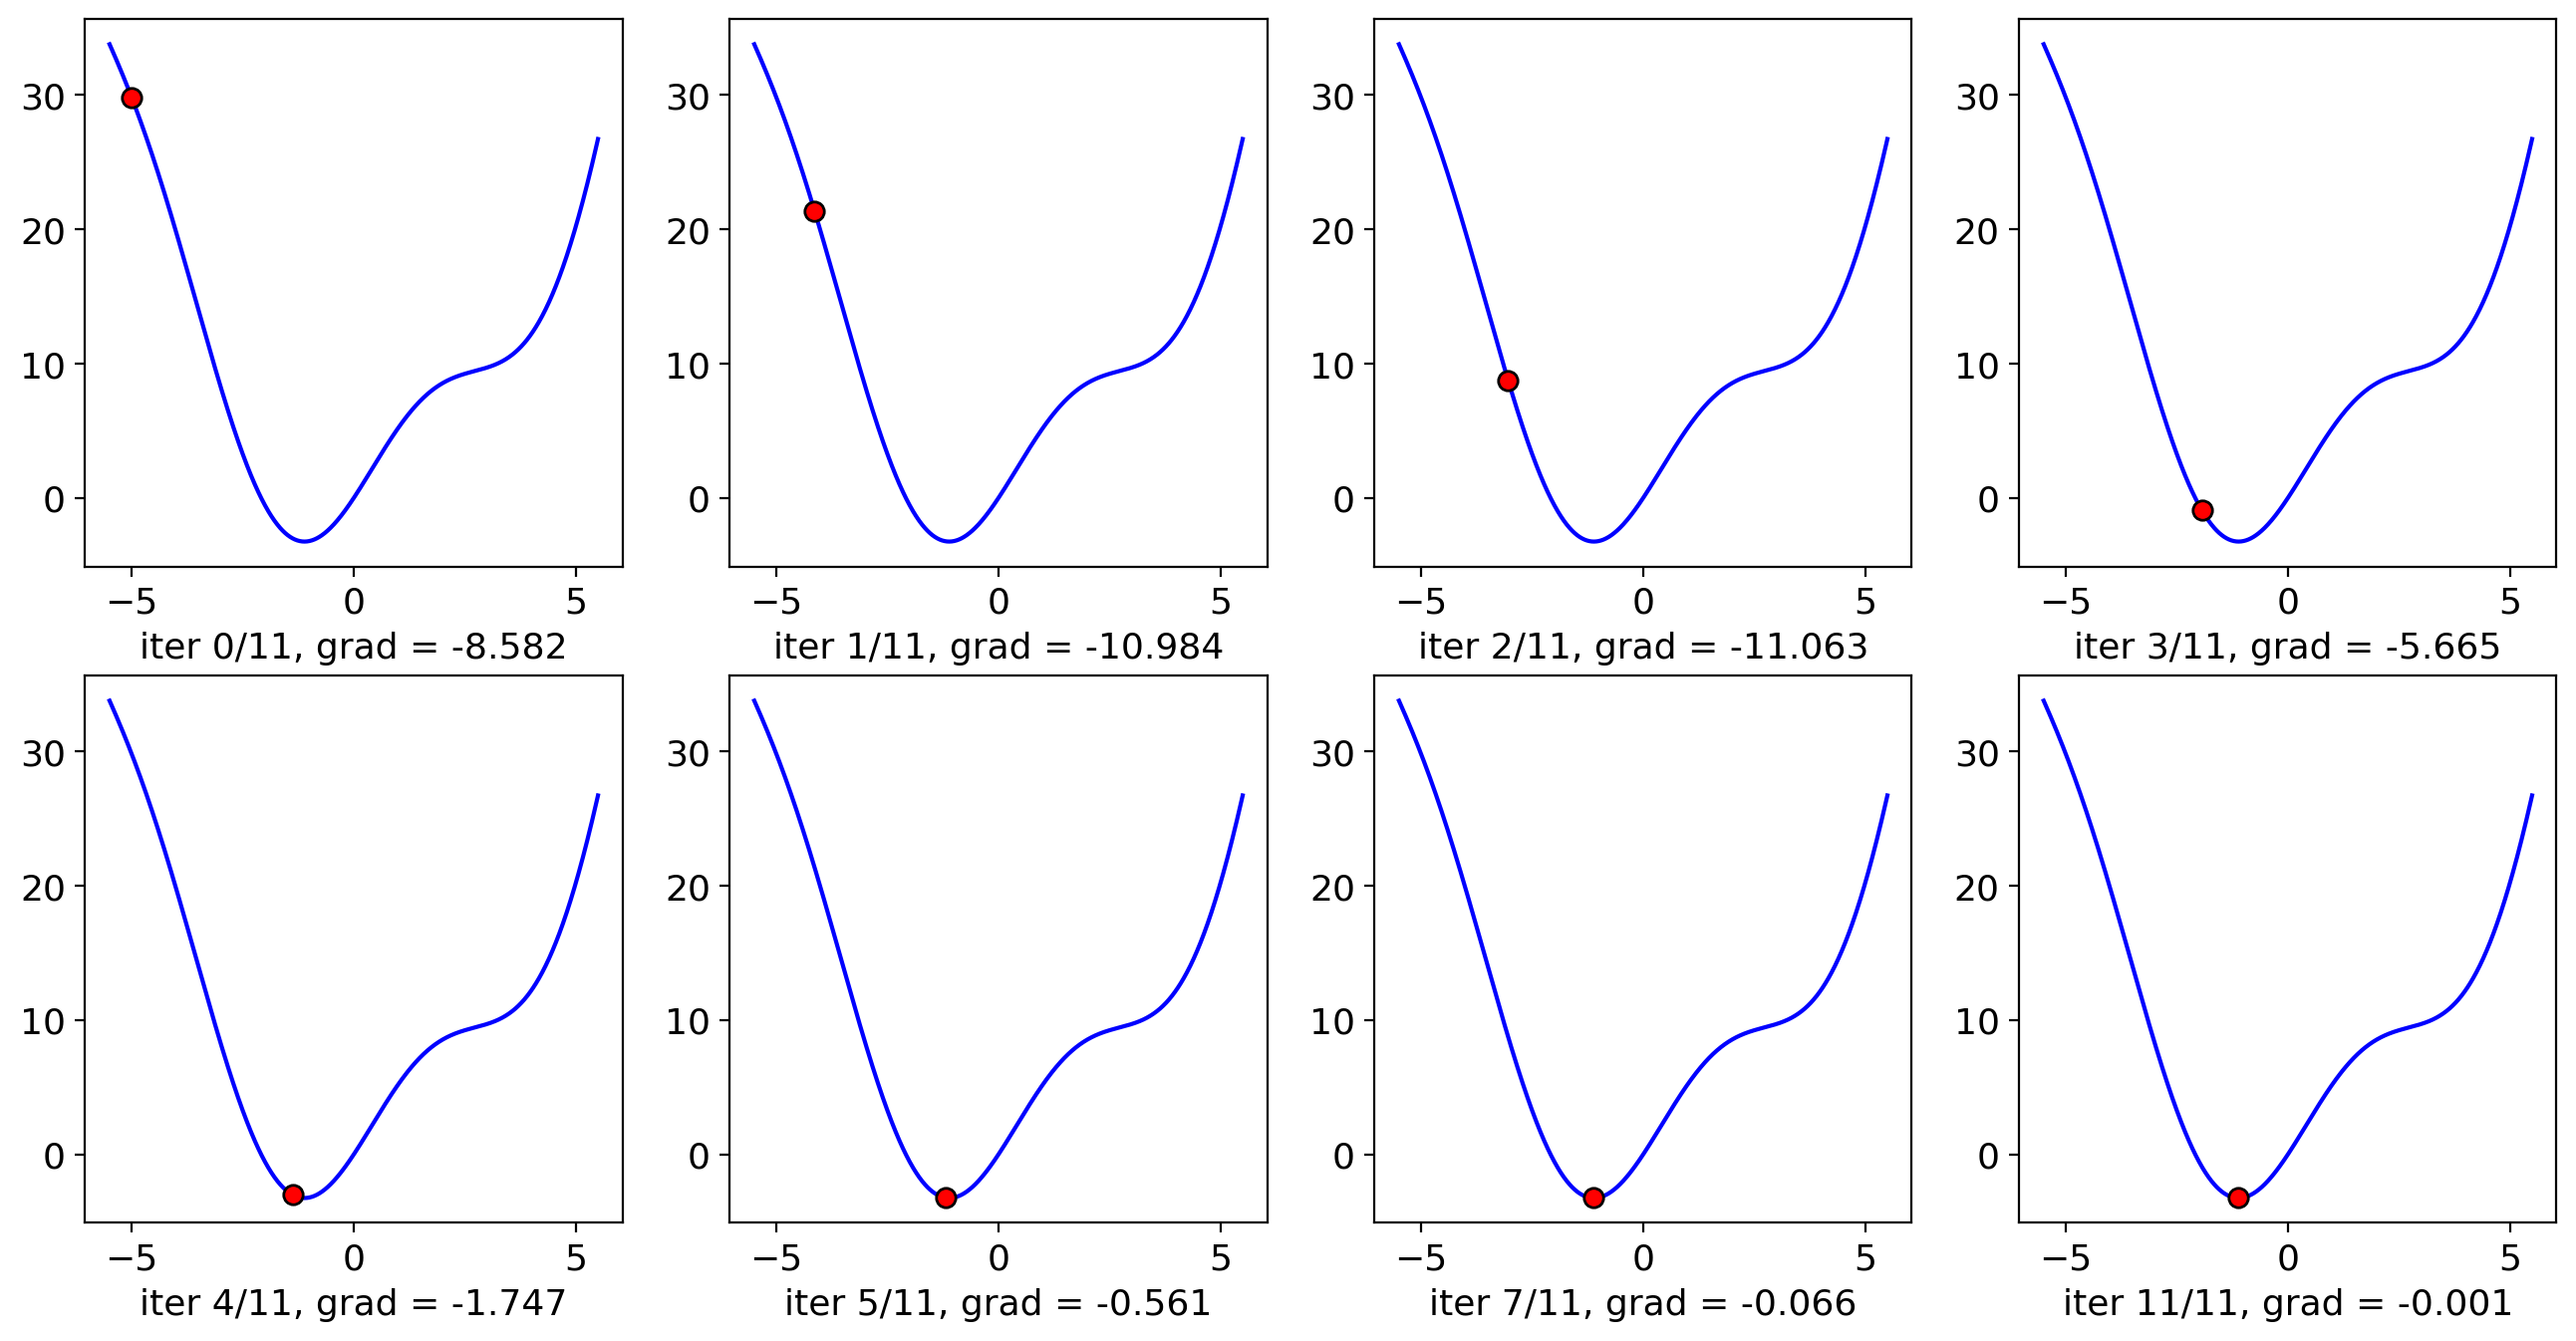 30
20
10
0
−5 0 5
iter 0/11, grad = -8.582
30
20
10
0
−5 0 5
iter 1/11, grad = -10.984
30
20
10
0
−5 0 5
iter 2/11, grad = -11.063
30
20
10
0
−5 0 5
iter 3/11, grad = -5.665
30
20
10
0
−5 0 5
iter 4/11, grad = -1.747
30
20
10
0
−5 0 5
iter 5/11, grad = -0.561
30
20
10
0
−5 0 5
iter 7/11, grad = -0.066
30
20
10
0
−5 0 5
iter 11/11, grad = -0.001